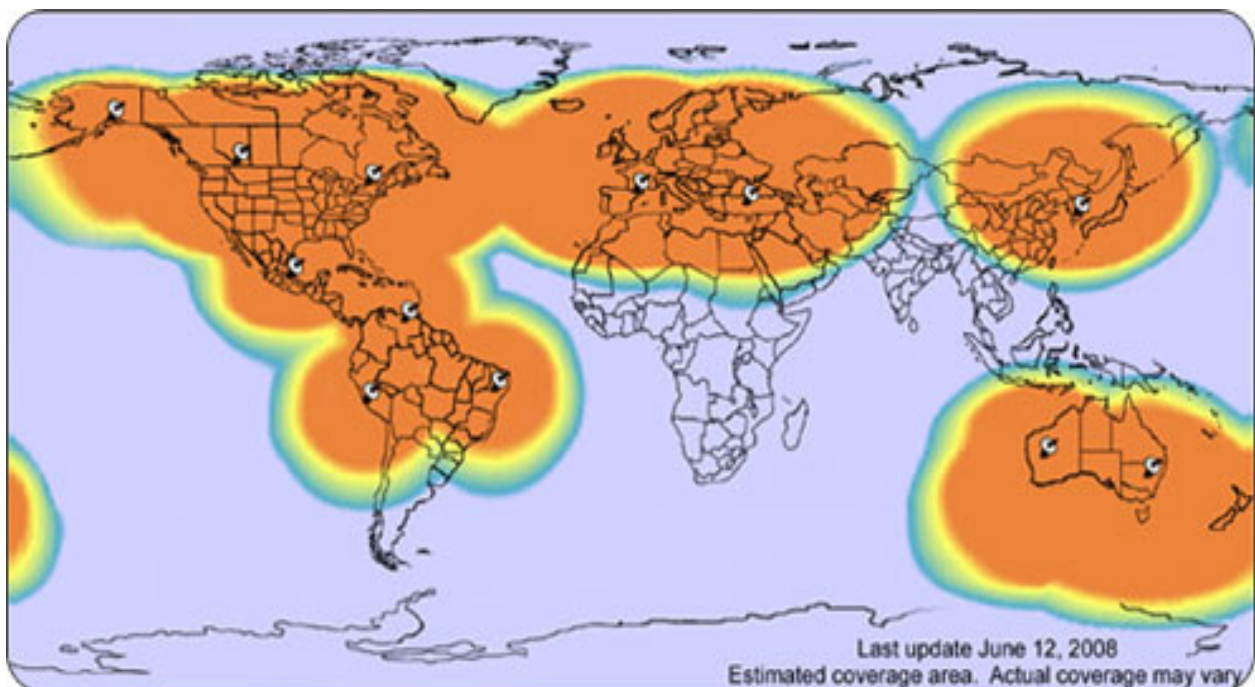 Last update June 12, 2008
Estimated coverage area. Actual coverage may vary